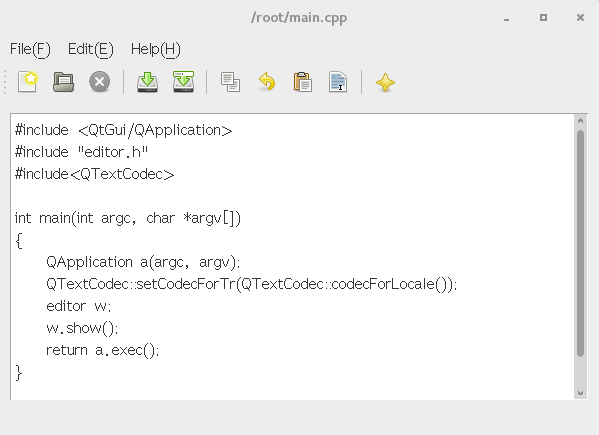 /root/main.cpp
File(F) Edit(E) Help(H)
#include <QtGui/QApplication>
#include "editor.h"
#include<QTextCodec>
int main(int argc, char *argv[])
{
    QApplication a(argc, argv);
    QTextCodec::setCodecForTr(QTextCodec::codecForLocale());
    editor w;
    w.show();
    return a.exec();
}